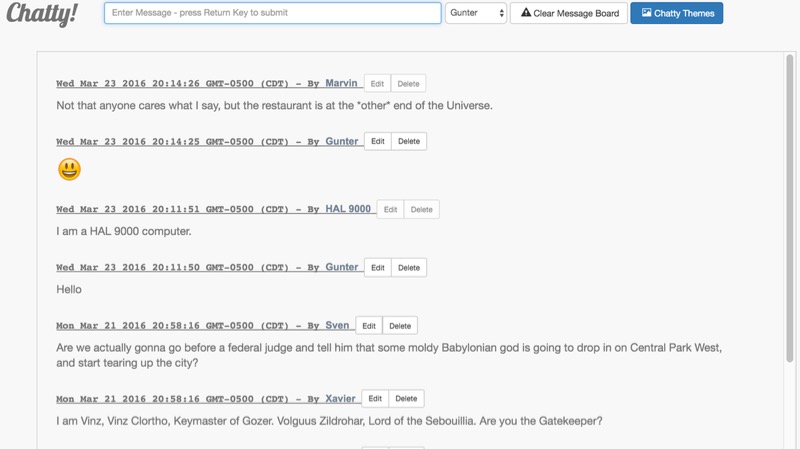 Chatty!
Enter Message - press Return Key to submit
Gunter
Clear Message Board
Chatty Themes
Wed Mar 23 2016 20:14:26 GMT-0500 (CDT) - By Marvin Edit Delete
Not that anyone cares what I say, but the restaurant is at the *other* end of the Universe.
Wed Mar 23 2016 20:14:25 GMT-0500 (CDT) - By Gunter Edit Delete
Wed Mar 23 2016 20:11:51 GMT-0500 (CDT) - By HAL 9000 Edit Delete
I am a HAL 9000 computer.
Wed Mar 23 2016 20:11:50 GMT-0500 (CDT) - By Gunter Edit Delete
Hello
Mon Mar 21 2016 20:58:16 GMT-0500 (CDT) - By Sven Edit Delete
Are we actually gonna go before a federal judge and tell him that some moldy Babylonian god is going to drop in on Central Park West,
and start tearing up the city?
Mon Mar 21 2016 20:58:16 GMT-0500 (CDT) - By Xavier Edit Delete
I am Vinz, Vinz Clortho, Keymaster of Gozer. Volguus Zildrohar, Lord of the Sebouillia. Are you the Gatekeeper?